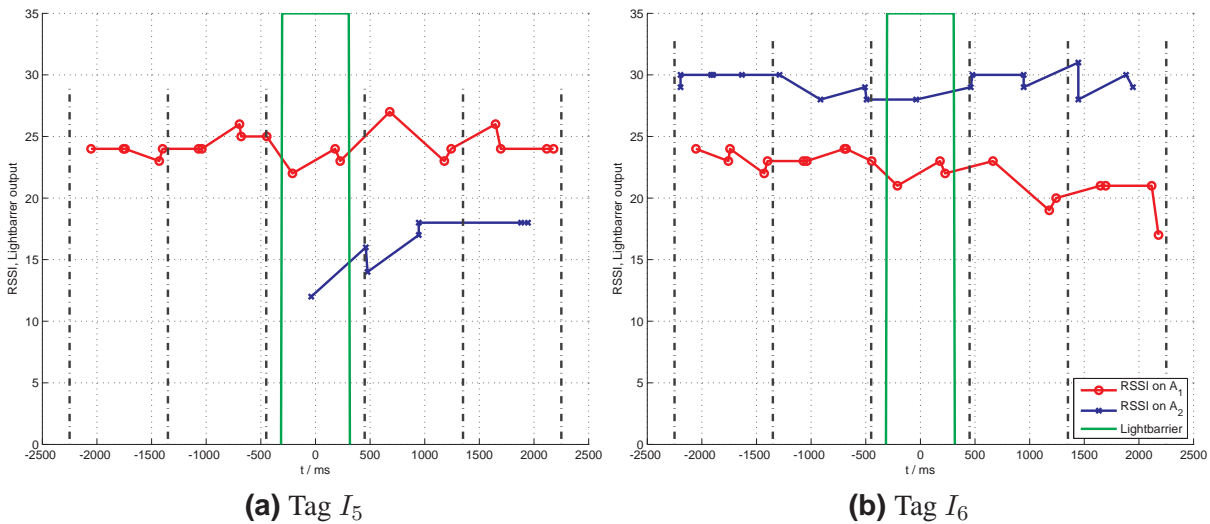 35
30
25
20
15
10
5
0
RSSI, Lightbarrer output
-2500 -2000 -1500 -1000 -500 0 500 1000 1500 2000 2500
t / ms
(a) Tag I5
35
30
25
20
15
10
5
0
RSSI, Lightbarrer output
-2500 -2000 -1500 -1000 -500 0 500 1000 1500 2000 2500
t / ms
RSSI on A1
RSSI on A2
Lightbarrier
(b) Tag I6